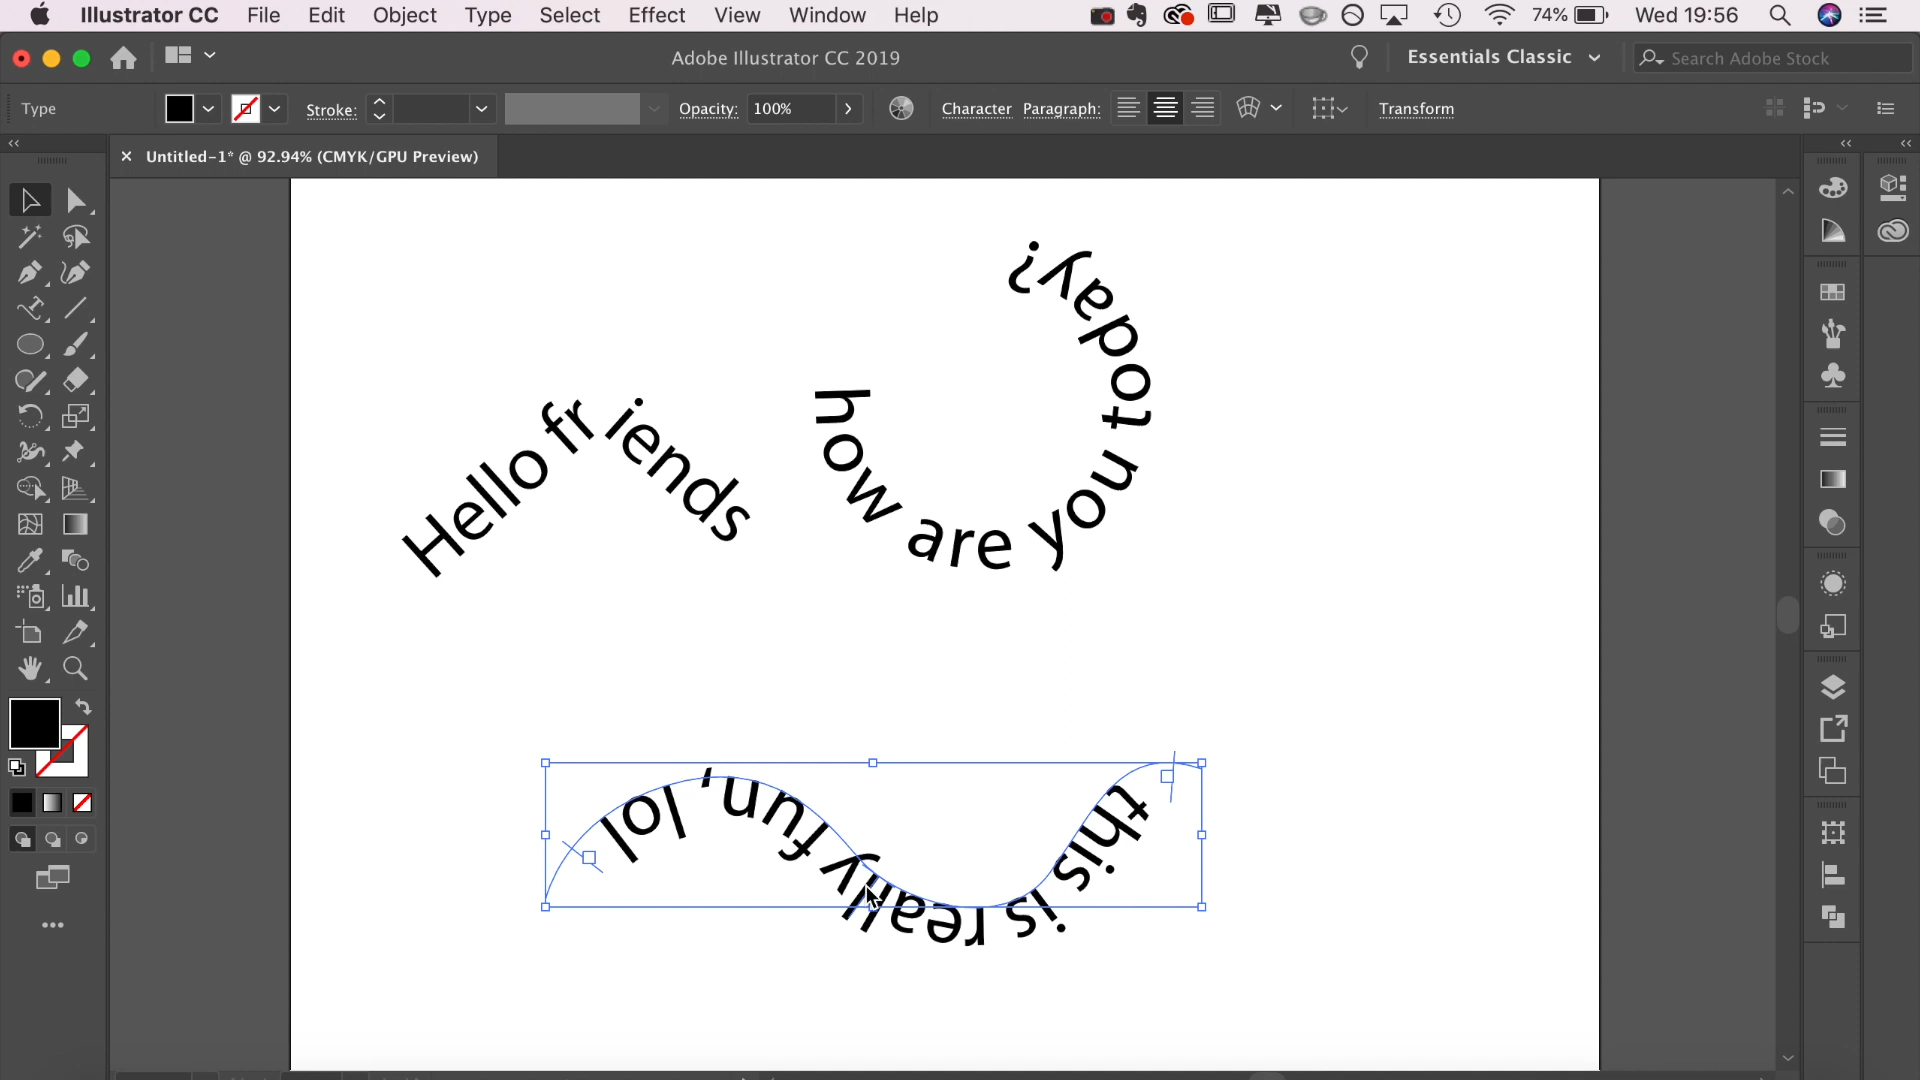 Illustrator CC File Edit Object Type Select Effect View Window Help 74% Wed 19:56
Adobe Illustrator CC 2019 Essentials Classic Search Adobe Stock
Type Stroke: Opacity: 100% Character Paragraph: Transform
× Untitled-1* @ 92.94% (CMYK/GPU Preview)
Hello friends
how are you today?
this is really fun, lol